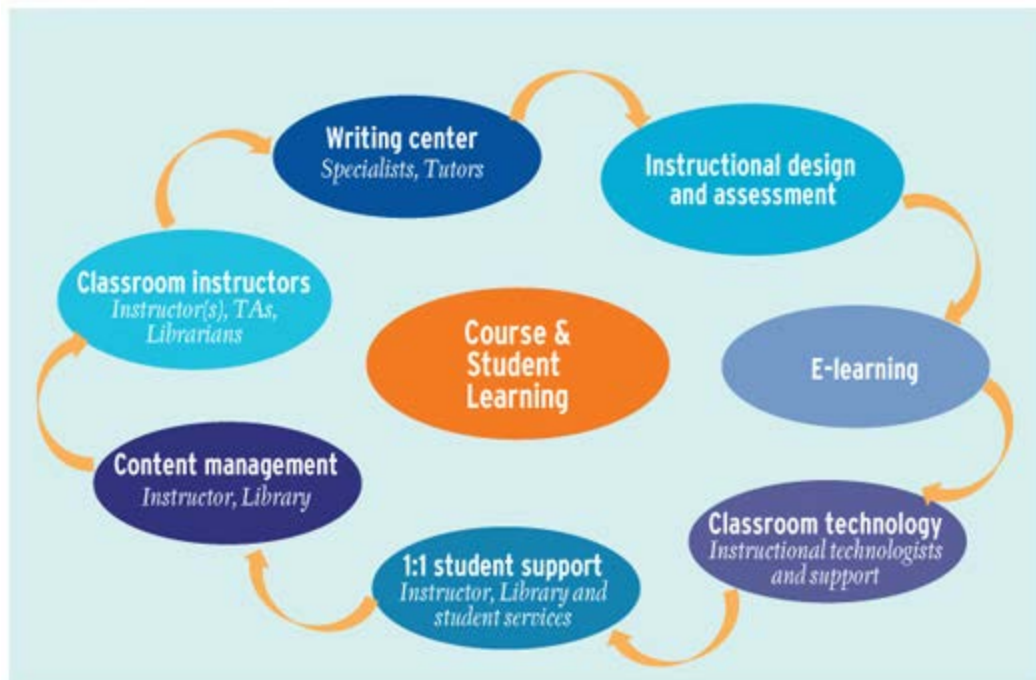 Writing center
Specialists, Tutors
Instructional design
and assessment
Classroom instructors
Instructor(s), TAs,
Librarians
Course &
Student
Learning
E-learning
Content management
Instructor, Library
Classroom technology
Instructional technologists
and support
1:1 student support
Instructor, Library and
student services